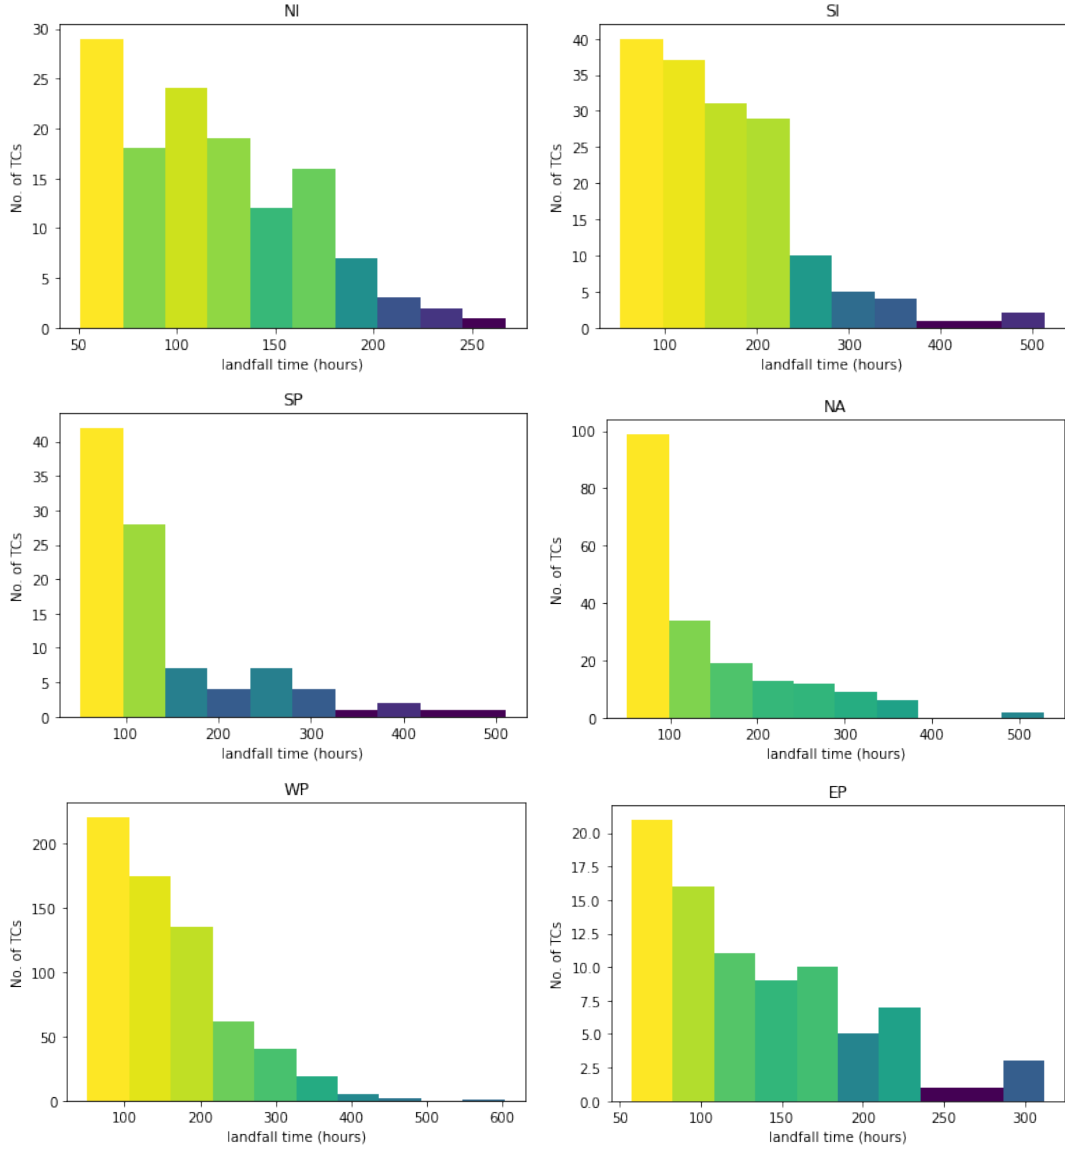 NI
30
25
20
15
10
5
0
No. of TCs
50 100 150 200 250
landfall time (hours)
SI
40
35
30
25
20
15
10
5
0
No. of TCs
100 200 300 400 500
landfall time (hours)
SP
40
35
30
25
20
15
10
5
0
No. of TCs
100 200 300 400 500
landfall time (hours)
NA
100
80
60
40
20
0
No. of TCs
100 200 300 400 500
landfall time (hours)
WP
200
150
100
50
0
No. of TCs
100 200 300 400 500 600
landfall time (hours)
EP
20.0
17.5
15.0
12.5
10.0
7.5
5.0
2.5
0.0
No. of TCs
50 100 150 200 250 300
landfall time (hours)